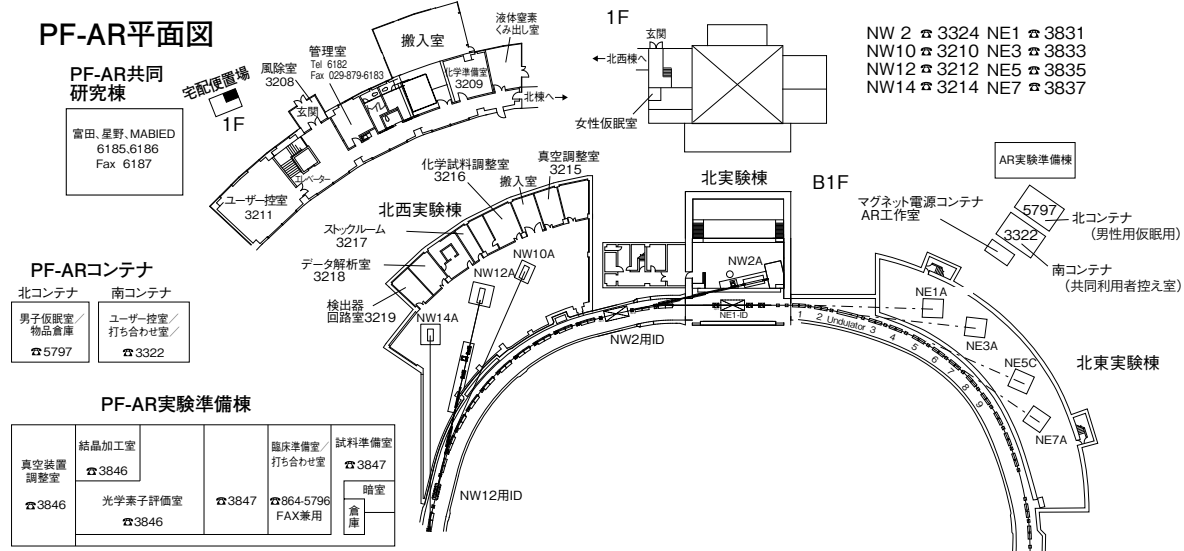 PF-AR平面図
PF-AR共同
研究棟
富田、星野、MABIED
6185,6186
Fax 6187
宅配便置場
1F
風除室
3208
玄関
管理室
Tel 6182
Fax 029-879-6183
搬入室
液体窒素
くみ出し室
化学準備室
3209
北棟へ→
エレベーター
ユーザー控室
3211
1F
玄関
←北西棟へ
女性仮眠室
NW 2 ☎ 3324 NE1 ☎ 3831
NW10 ☎ 3210 NE3 ☎ 3833
NW12 ☎ 3212 NE5 ☎ 3835
NW14 ☎ 3214 NE7 ☎ 3837
AR実験準備棟
マグネット電源コンテナ
AR工作室
5797
3322
北コンテナ
(男性用仮眠用)
南コンテナ
(共同利用者控え室)
北西実験棟
化学試料調整室
3216
搬入室
真空調整室
3215
ストックルーム
3217
データ解析室
3218
検出器
回路室3219
NW10A
NW12A
NW14A
北実験棟
B1F
NW2A
NE1-ID
NW2用ID
NW12用ID
1 2 Undulator 3 4 5 6 7 8 9
NE1A
NE3A
NE5C
NE7A
北東実験棟
PF-ARコンテナ
北コンテナ 南コンテナ
男子仮眠室/
物品倉庫
☎5797
ユーザー控室/
打ち合わせ室/
☎3322
PF-AR実験準備棟
真空装置
調整室
☎3846
結晶加工室
☎3846
光学素子評価室
☎3846
☎3847
臨床準備室/
打ち合わせ室
☎864-5796
FAX兼用
試料準備室
☎3847
暗室
倉庫